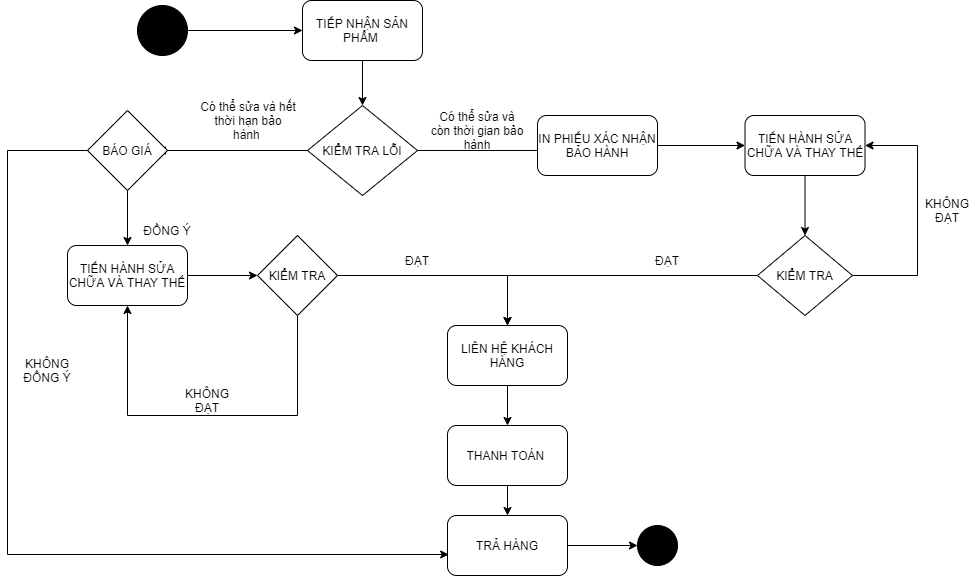 TIẾP NHẬN SẢN
PHẨM
Có thể sửa và hết
thời hạn bảo
hành
Có thể sửa và
còn thời gian bảo
hành
BÁO GIÁ
KIỂM TRA LỖI
IN PHIẾU XÁC NHẬN
BẢO HÀNH
TIẾN HÀNH SỬA
CHỮA VÀ THAY THẾ
KHÔNG
ĐẠT
ĐỒNG Ý
TIẾN HÀNH SỬA
CHỮA VÀ THAY THẾ
KIỂM TRA
ĐẠT
ĐẠT
KIỂM TRA
LIÊN HỆ KHÁCH
HÀNG
KHÔNG
ĐỒNG Ý
KHÔNG
ĐẠT
THANH TOÁN
TRẢ HÀNG